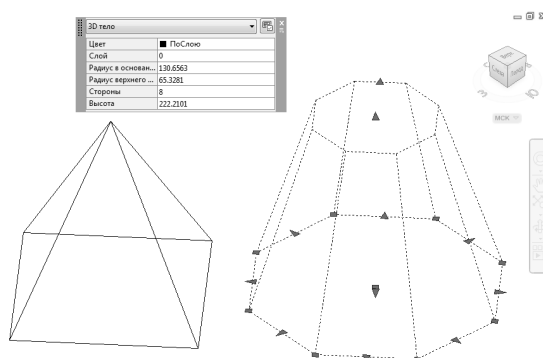 3D тело
Цвет ПоСлою
Слой 0
Радиус в основан... 130.6563
Радиус верхнего ... 65.3281
Стороны 8
Высота 222.2101
МСК